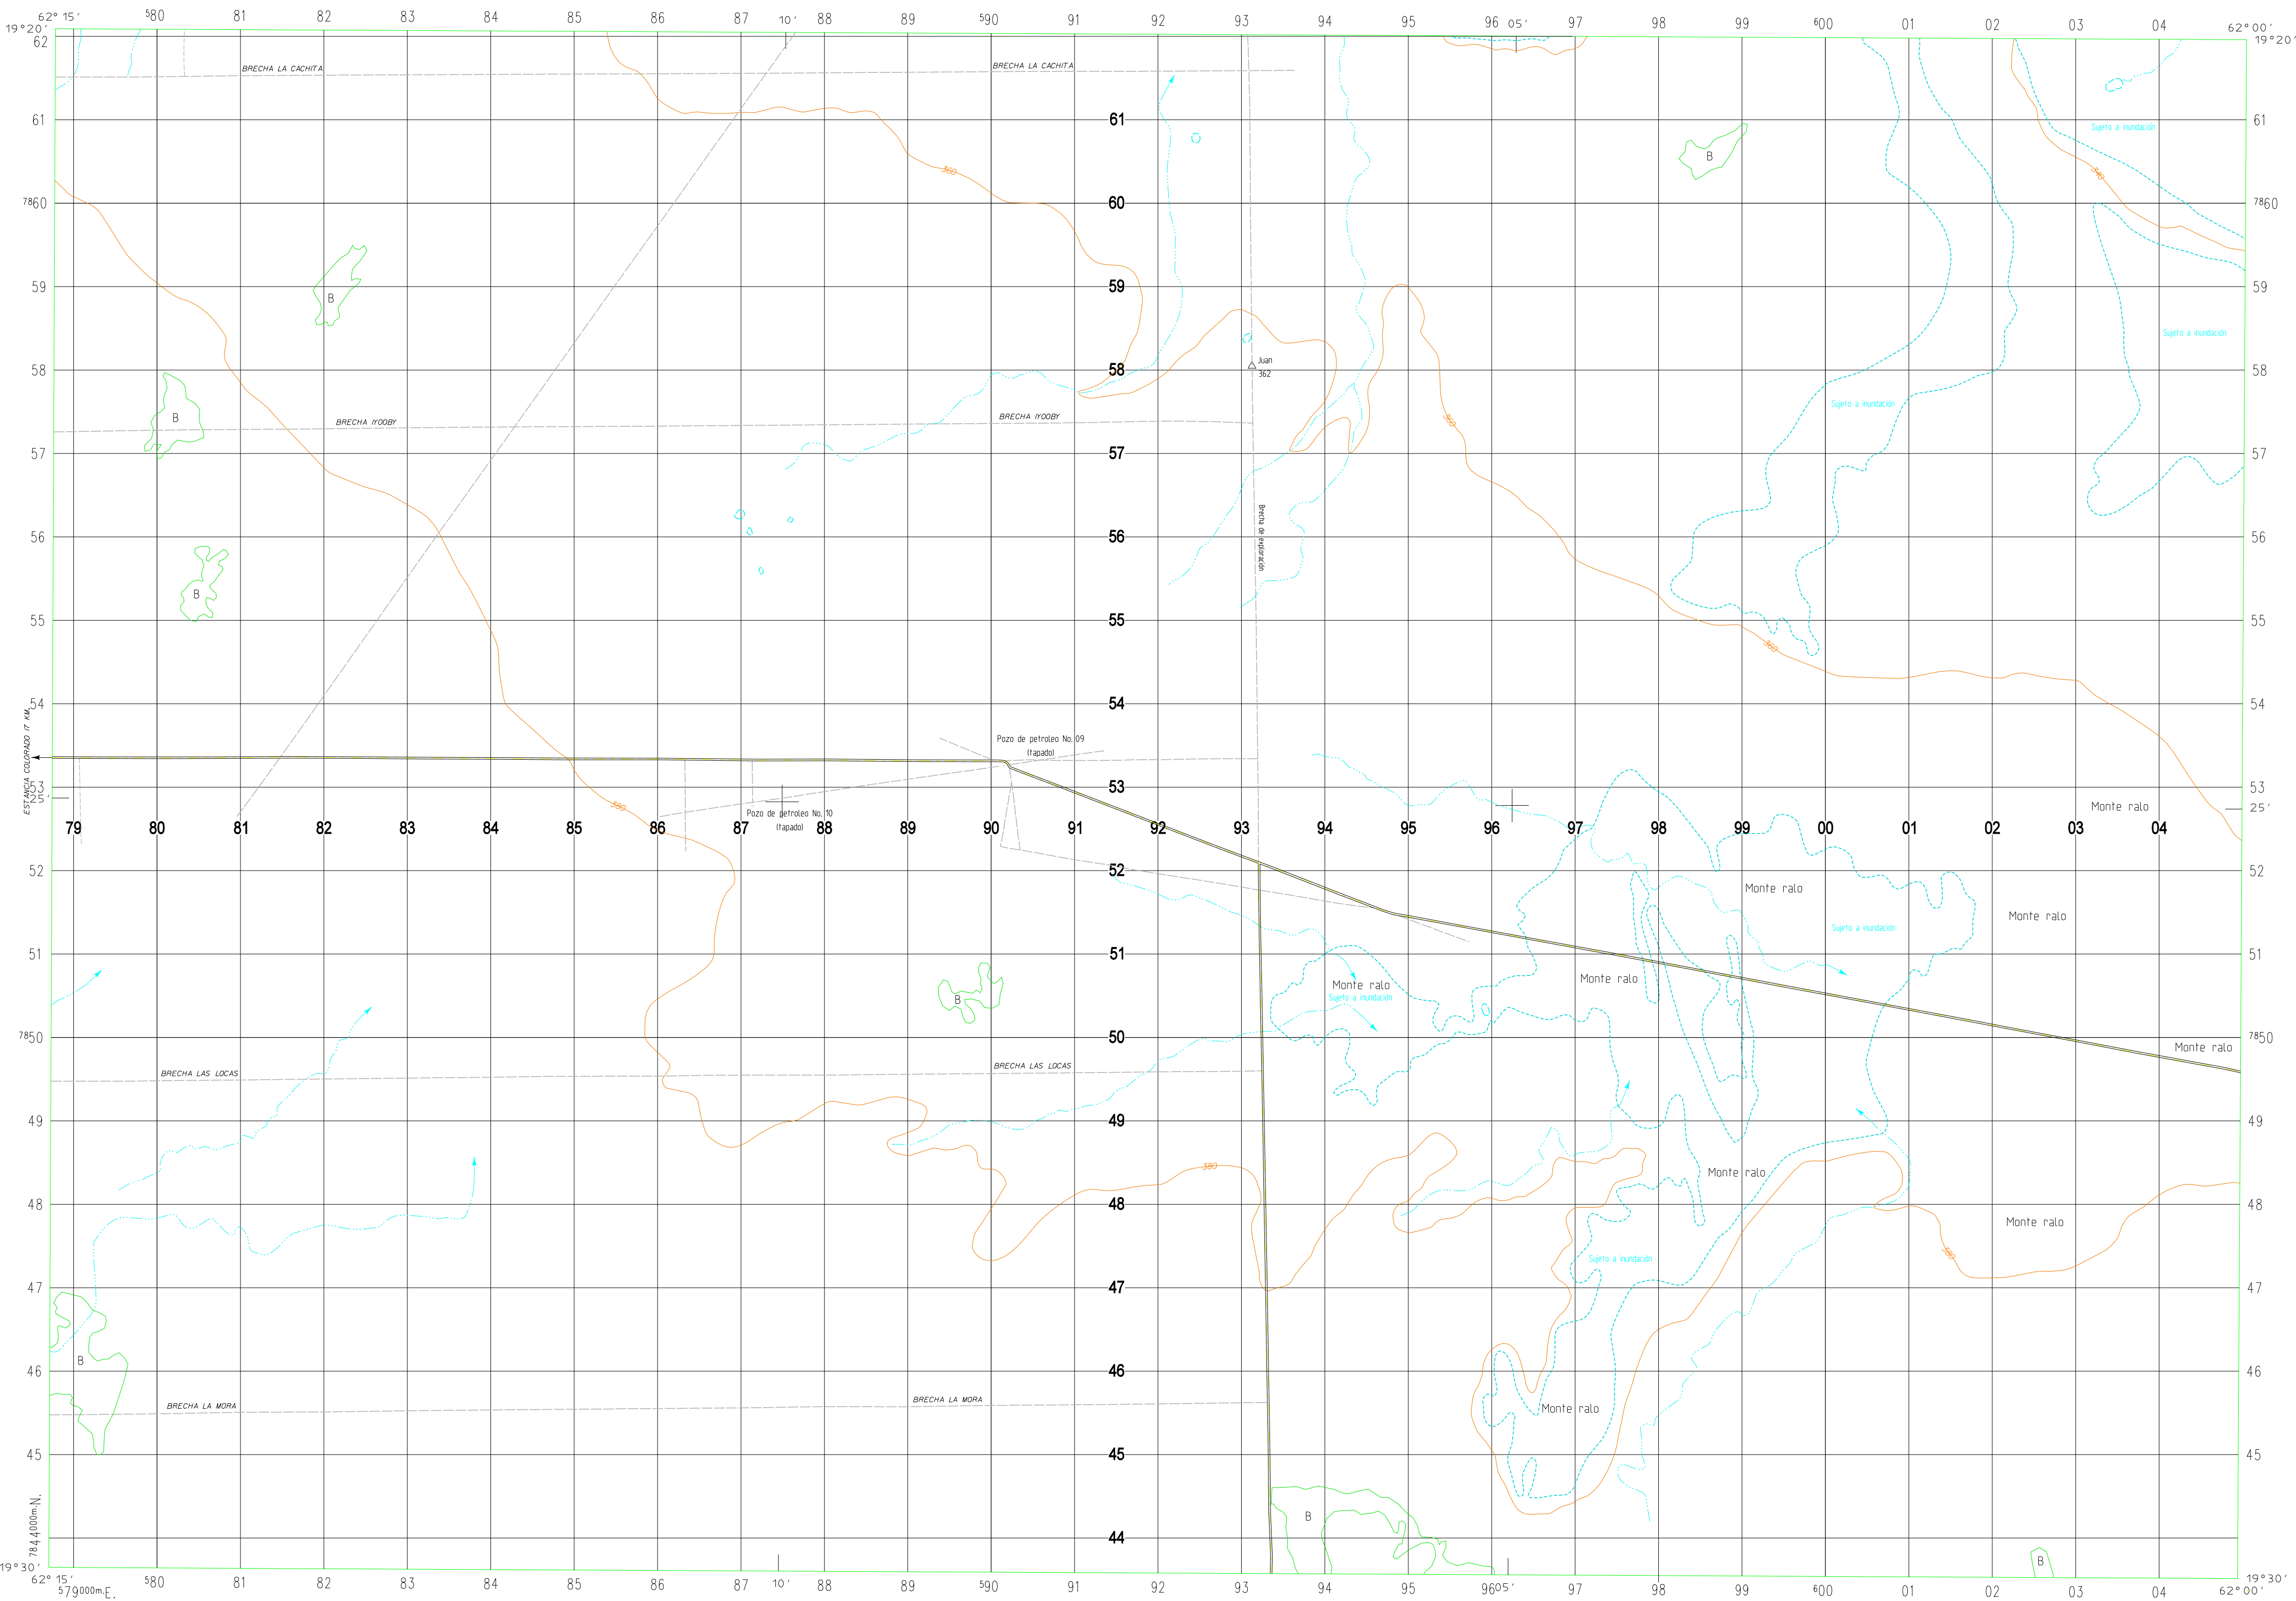 62° 15' 580 81 82 83 84 85 86 87 10' 88 89 590 91 92 93 94 95 96 05' 97 98 99 600 01 02 03 04 62° 00'
19° 20' 19° 20'
62
BRECHA LA CACHITA BRECHA LA CACHITA
61 61 61
Sujeto a inundación
B
360
340
7860 60 7860
59 59 59
B
Sujeto a inundación
Juan
362
58 58 58
Sujeto a inundación
B
BRECHA IYOOBY BRECHA IYOOBY
360
57 57 57
Brecha de exploración
56 56 56
B
55 55 55
360
54 54 54
ESTANCIA COLORADO 17 KM.
Pozo de petroleo No. 09
(tapado)
53 53 53
25' 25'
380
Monte ralo
Pozo de petroleo No. 10
(tapado)
79 80 81 82 83 84 85 86 87 88 89 90 91 92 93 94 95 96 97 98 99 00 01 02 03 04
52 52 52
Monte ralo
Monte ralo
Sujeto a inundación
51 51 51
Monte ralo
Monte ralo
Sujeto a inundación
B
7850 50 7850
Monte ralo
BRECHA LAS LOCAS BRECHA LAS LOCAS
49 49 49
380
Monte ralo
48 48 48
Monte ralo
380
Sujeto a inundación
47 47 47
B
46 46 46
BRECHA LA MORA BRECHA LA MORA
Monte ralo
45 45 45
B
7844000m.N.
44
B
19° 30' 19° 30'
62° 15' 580 81 82 83 84 85 86 87 10' 88 89 590 91 92 93 94 95 96 05' 97 98 99 600 01 02 03 04 62° 00'
579000m.E.